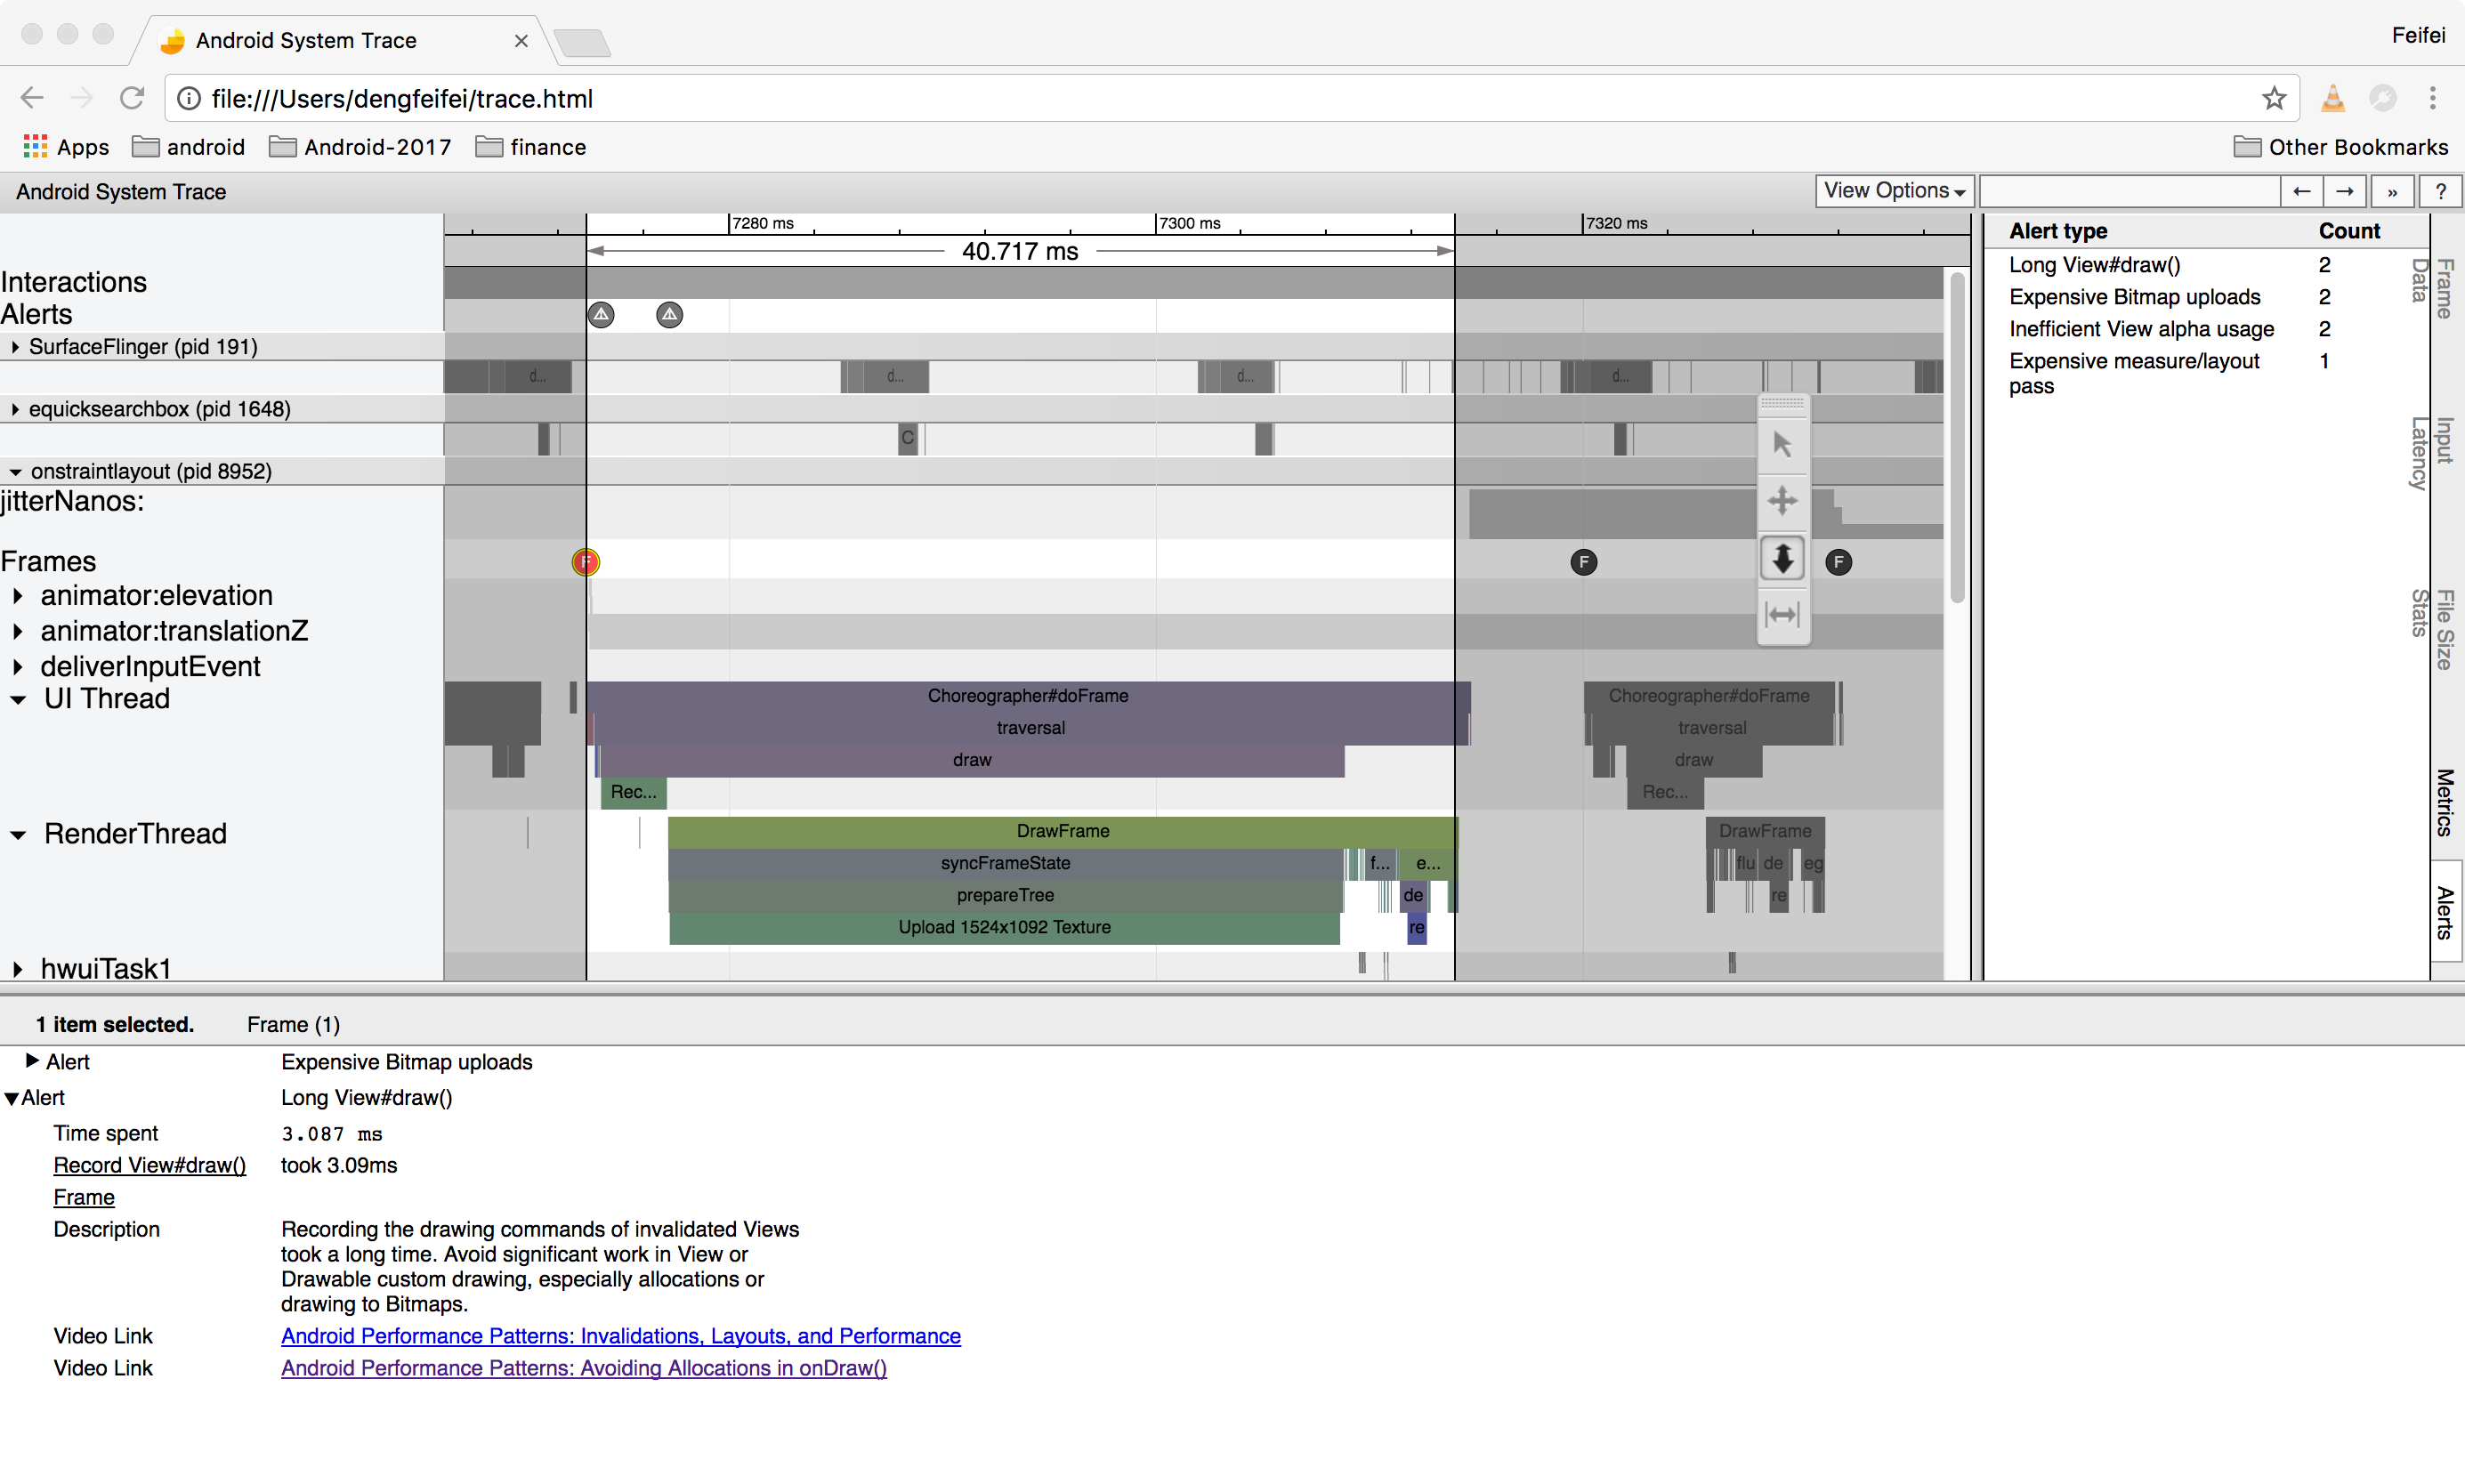 Android System Trace
Feifei
file:///Users/dengfeifei/trace.html
Apps
android
Android-2017
finance
Other Bookmarks
Android System Trace
View Options
←
→
»
?
7280 ms
7300 ms
7320 ms
40.717 ms
Interactions
Alerts
SurfaceFlinger (pid 191)
d...
d...
d...
d...
equicksearchbox (pid 1648)
C
onstraintlayout (pid 8952)
jitterNanos:
Frames
F
F
F
animator:elevation
animator:translationZ
deliverInputEvent
UI Thread
Choreographer#doFrame
Choreographer#doFrame
traversal
traversal
draw
draw
Rec...
Rec...
RenderThread
DrawFrame
DrawFrame
syncFrameState
f...
e...
flu
de
eg
prepareTree
de
re
Upload 1524x1092 Texture
re
hwuiTask1
Alert type Count
Long View#draw() 2
Expensive Bitmap uploads 2
Inefficient View alpha usage 2
Expensive measure/layout 1
pass
Frame
Data
Input
Latency
File Size
Stats
Metrics
Alerts
1 item selected. Frame (1)
Alert Expensive Bitmap uploads
Alert Long View#draw()
Time spent 3.087 ms
Record View#draw() took 3.09ms
Frame
Description Recording the drawing commands of invalidated Views
took a long time. Avoid significant work in View or
Drawable custom drawing, especially allocations or
drawing to Bitmaps.
Video Link Android Performance Patterns: Invalidations, Layouts, and Performance
Video Link Android Performance Patterns: Avoiding Allocations in onDraw()